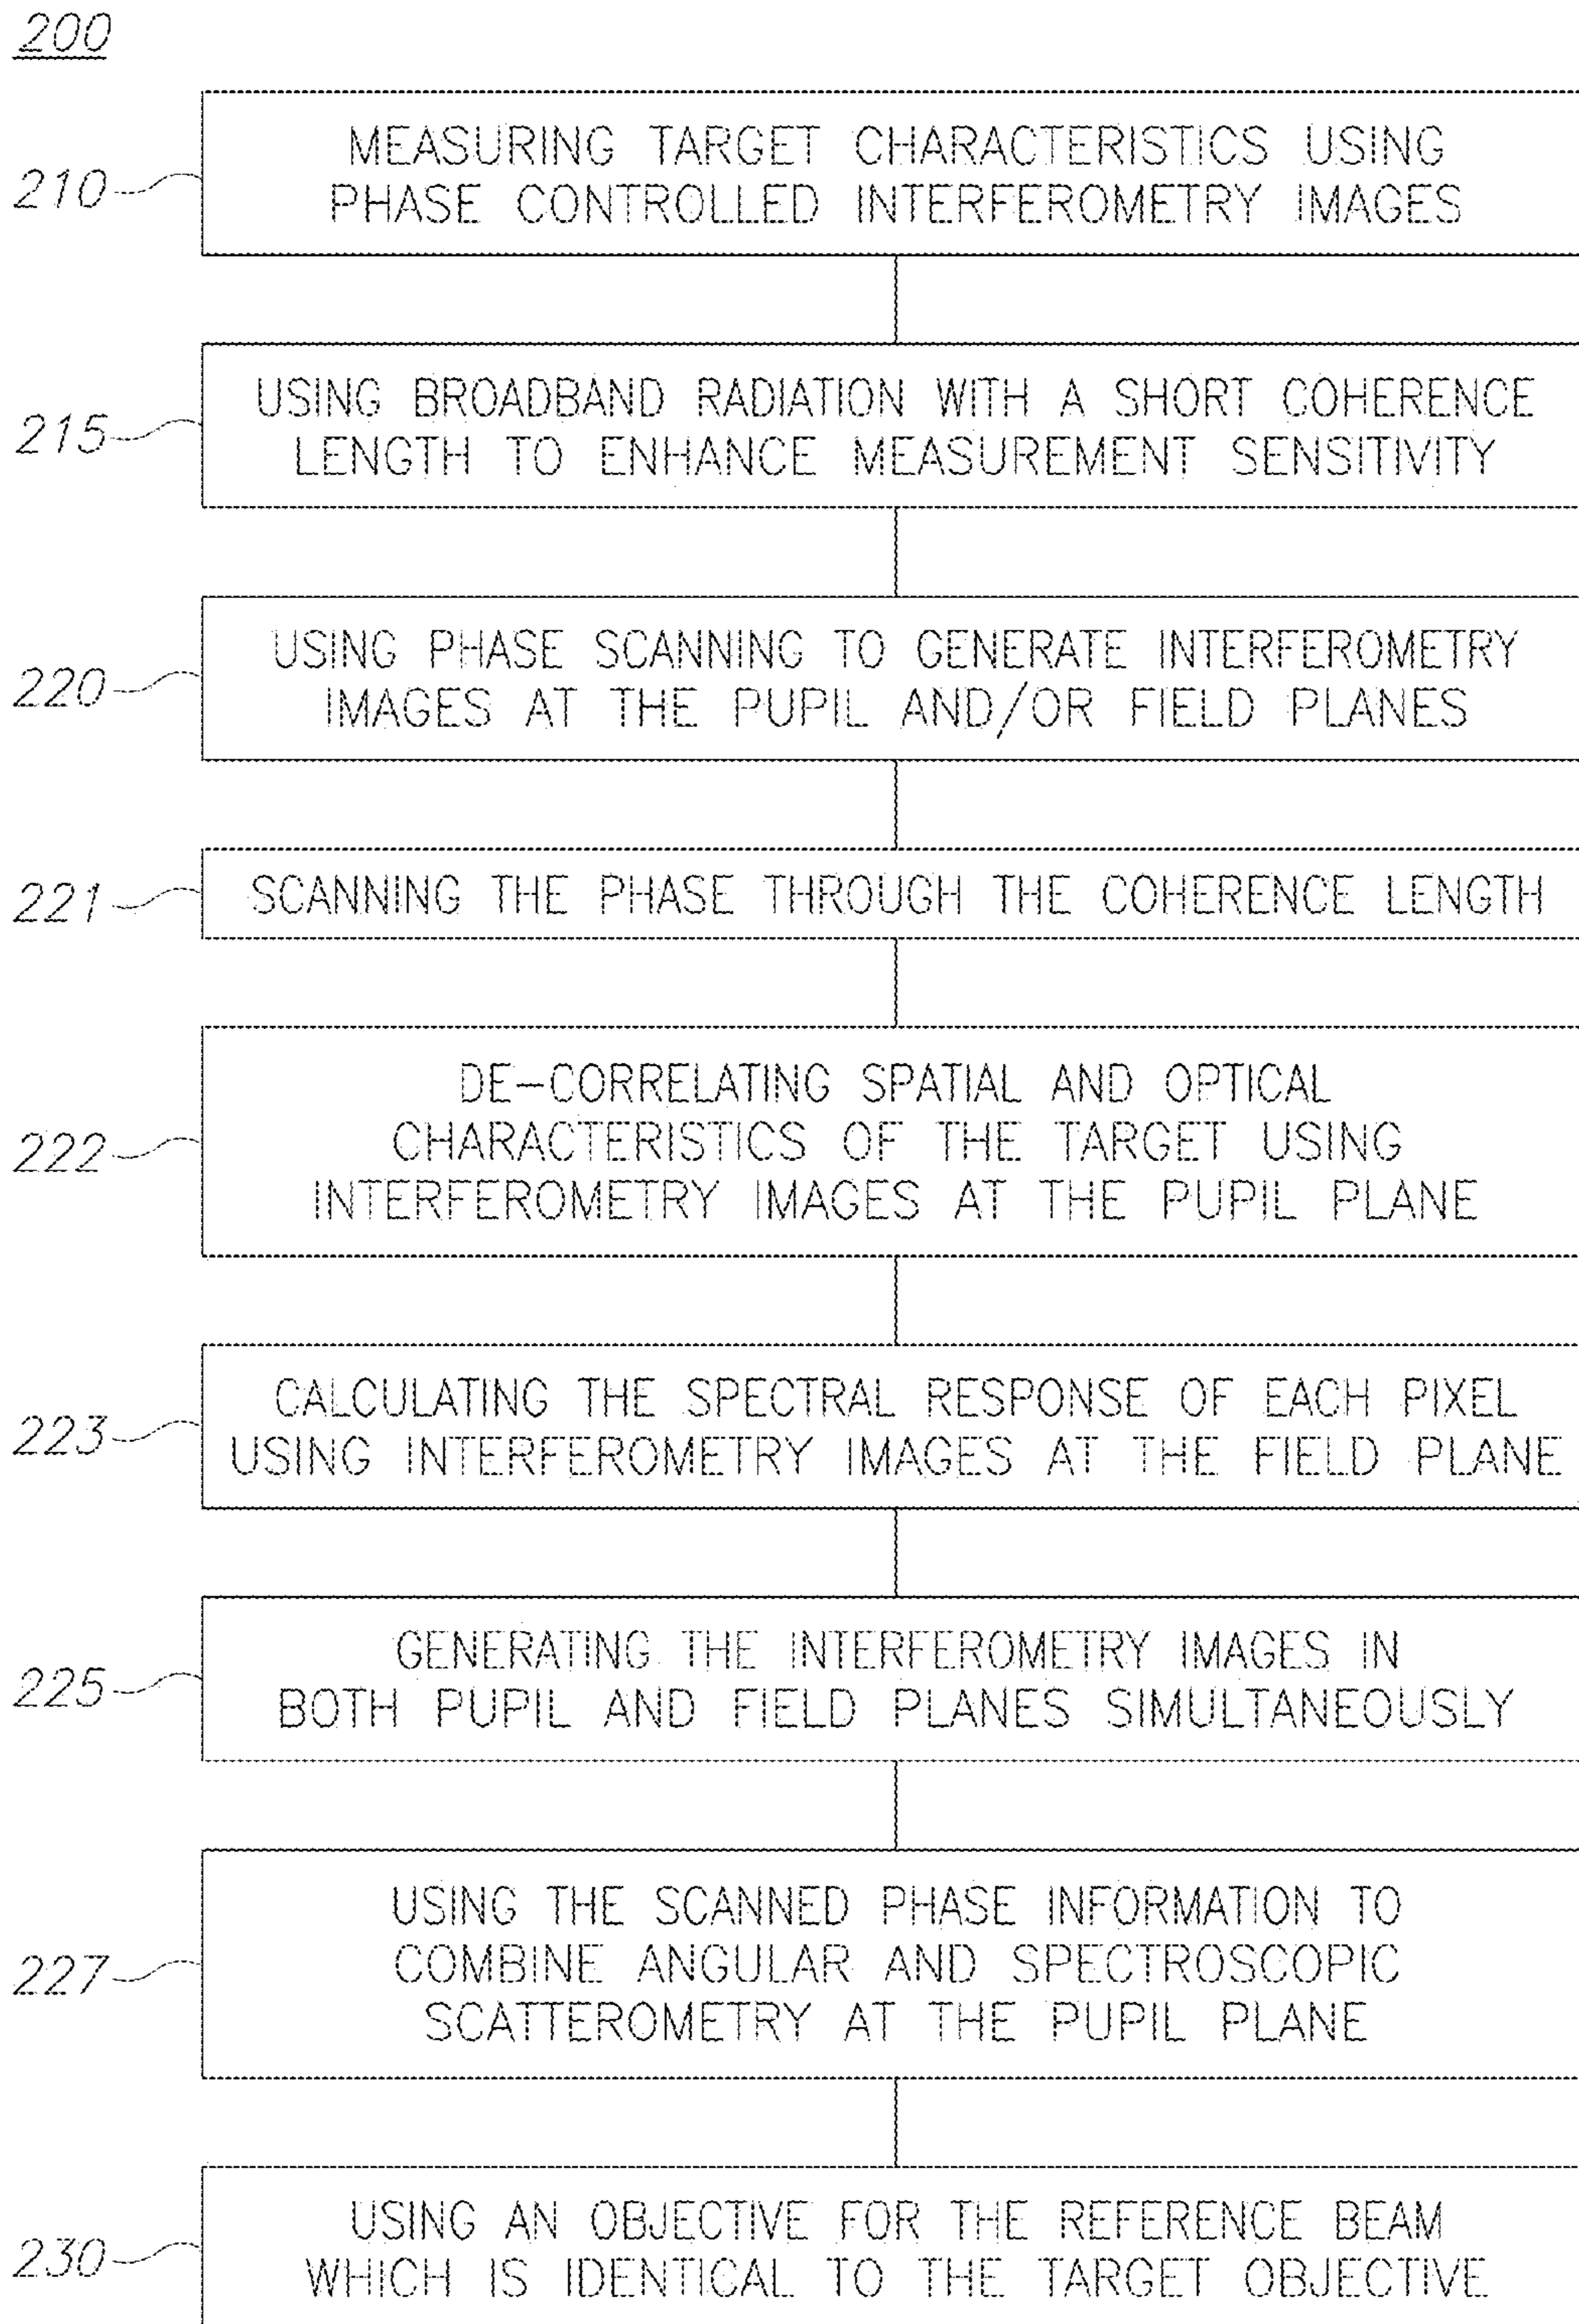 200
210
MEASURING TARGET CHARACTERISTICS USING
PHASE CONTROLLED INTERFEROMETRY IMAGES
215
USING BROADBAND RADIATION WITH A SHORT COHERENCE
LENGTH TO ENHANCE MEASUREMENT SENSITIVITY
220
USING PHASE SCANNING TO GENERATE INTERFEROMETRY
IMAGES AT THE PUPIL AND/OR FIELD PLANES
221
SCANNING THE PHASE THROUGH THE COHERENCE LENGTH
222
DE-CORRELATING SPATIAL AND OPTICAL
CHARACTERISTICS OF THE TARGET USING
INTERFEROMETRY IMAGES AT THE PUPIL PLANE
223
CALCULATING THE SPECTRAL RESPONSE OF EACH PIXEL
USING INTERFEROMETRY IMAGES AT THE FIELD PLANE
225
GENERATING THE INTERFEROMETRY IMAGES IN
BOTH PUPIL AND FIELD PLANES SIMULTANEOUSLY
227
USING THE SCANNED PHASE INFORMATION TO
COMBINE ANGULAR AND SPECTROSCOPIC
SCATTEROMETRY AT THE PUPIL PLANE
230
USING AN OBJECTIVE FOR THE REFERENCE BEAM
WHICH IS IDENTICAL TO THE TARGET OBJECTIVE